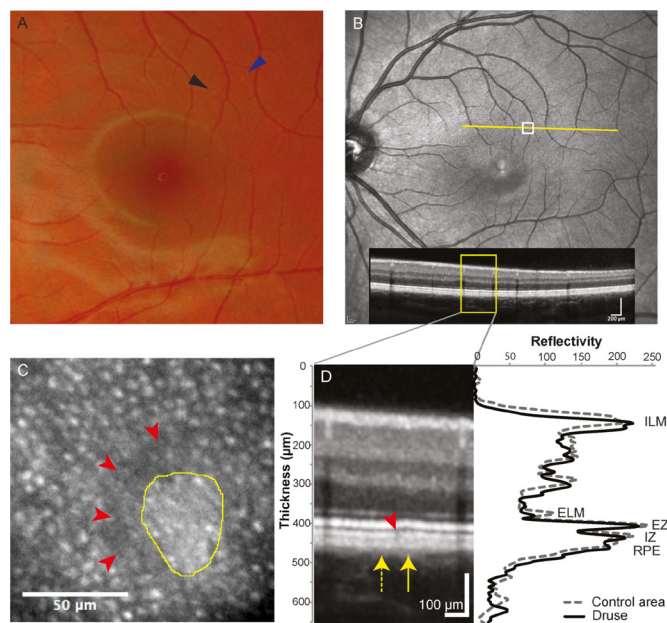 A
B
200 µm
C
50 µm
D
Reflectivity
0 50 100 150 200 250
Thickness (µm)
0
100
200
300
400
500
600
ILM
ELM
EZ
IZ
RPE
100 µm
Control area
Druse